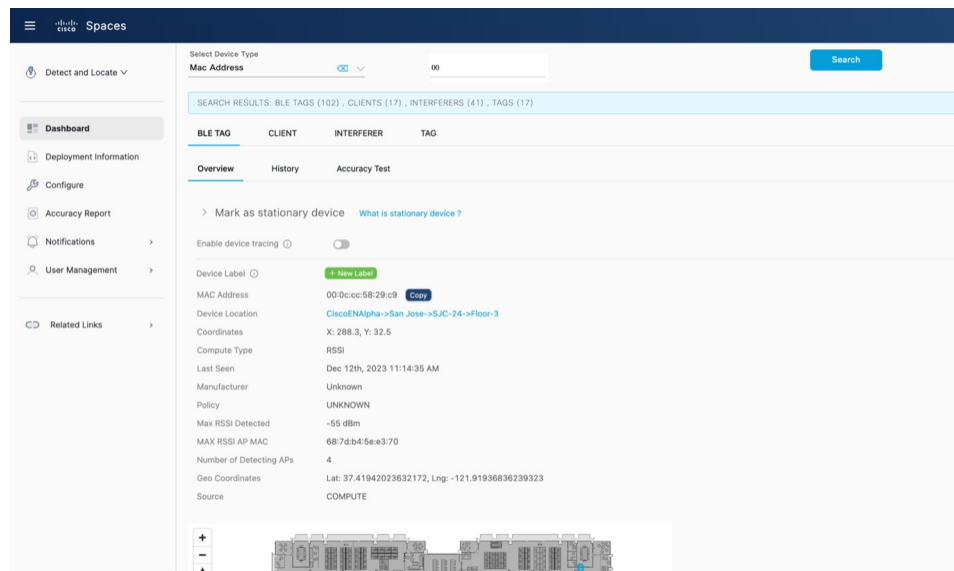 cisco Spaces
Select Device Type
Mac Address
00
Search
Detect and Locate
SEARCH RESULTS: BLE TAGS (102) , CLIENTS (17) , INTERFERERS (41) , TAGS (17)
Dashboard
Deployment Information
Configure
Accuracy Report
Notifications
User Management
Related Links
BLE TAG CLIENT INTERFERER TAG
Overview History Accuracy Test
Mark as stationary device What is stationary device ?
Enable device tracing
Device Label + New Label
MAC Address 00:0c:cc:58:29:c9 Copy
Device Location CiscoENAlpha->San Jose->SJC-24->Floor-3
Coordinates X: 288.3, Y: 32.5
Compute Type RSSI
Last Seen Dec 12th, 2023 11:14:35 AM
Manufacturer Unknown
Policy UNKNOWN
Max RSSI Detected -55 dBm
MAX RSSI AP MAC 68:7d:b4:5e:e3:70
Number of Detecting APs 4
Geo Coordinates Lat: 37.41942023632172, Lng: -121.91936836239323
Source COMPUTE